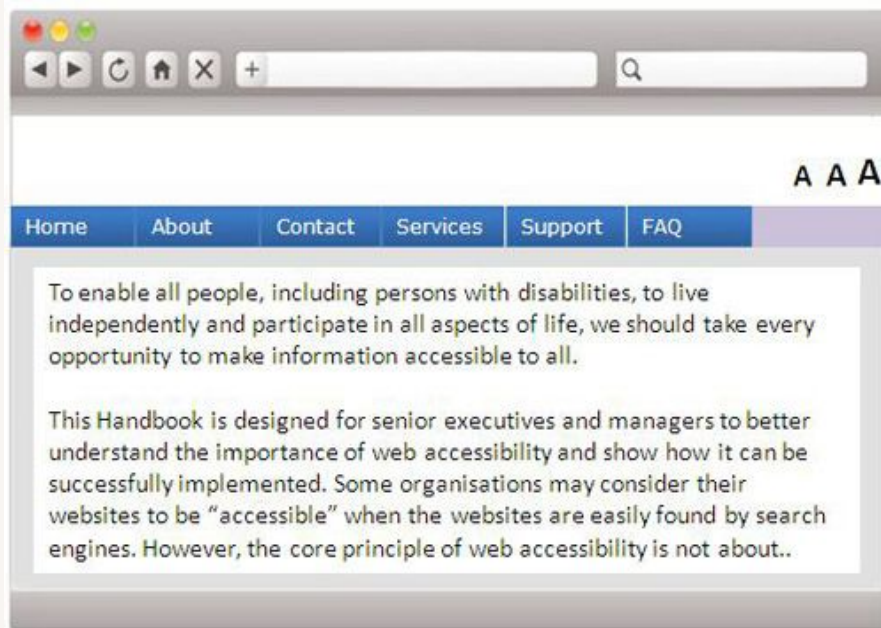 A A A
Home About Contact Services Support FAQ
To enable all people, including persons with disabilities, to live
independently and participate in all aspects of life, we should take every
opportunity to make information accessible to all.
This Handbook is designed for senior executives and managers to better
understand the importance of web accessibility and show how it can be
successfully implemented. Some organisations may consider their
websites to be “accessible” when the websites are easily found by search
engines. However, the core principle of web accessibility is not about..